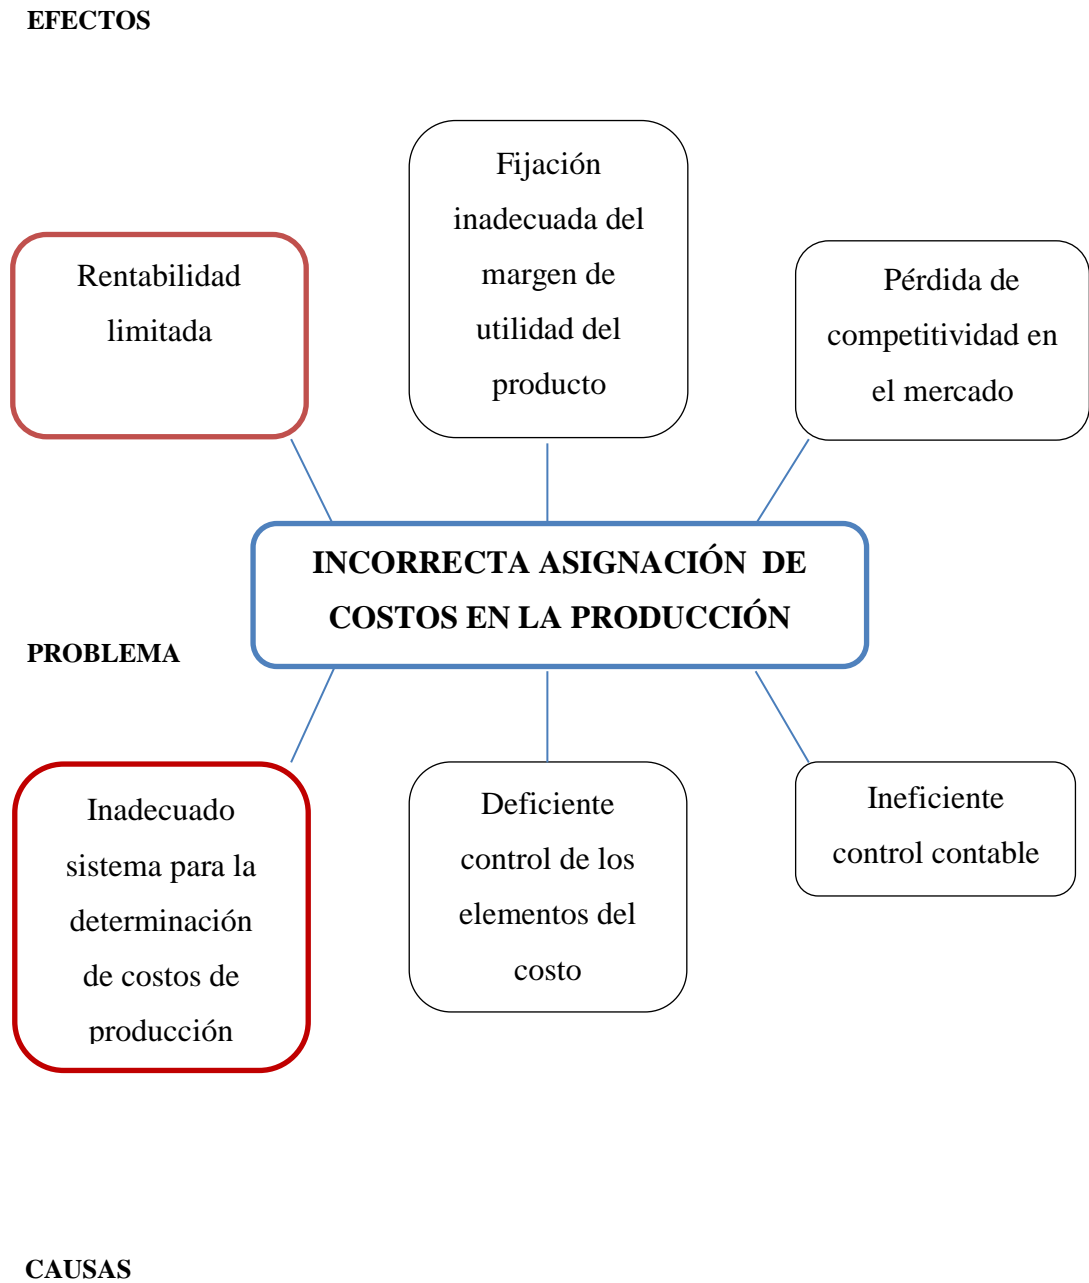 EFECTOS
Fijación
inadecuada del
margen de
utilidad del
producto
Rentabilidad
limitada
Pérdida de
competitividad en
el mercado
INCORRECTA ASIGNACIÓN  DE
COSTOS EN LA PRODUCCIÓN
PROBLEMA
Inadecuado
sistema para la
determinación
de costos de
producción
Deficiente
control de los
elementos del
costo
Ineficiente
control contable
CAUSAS